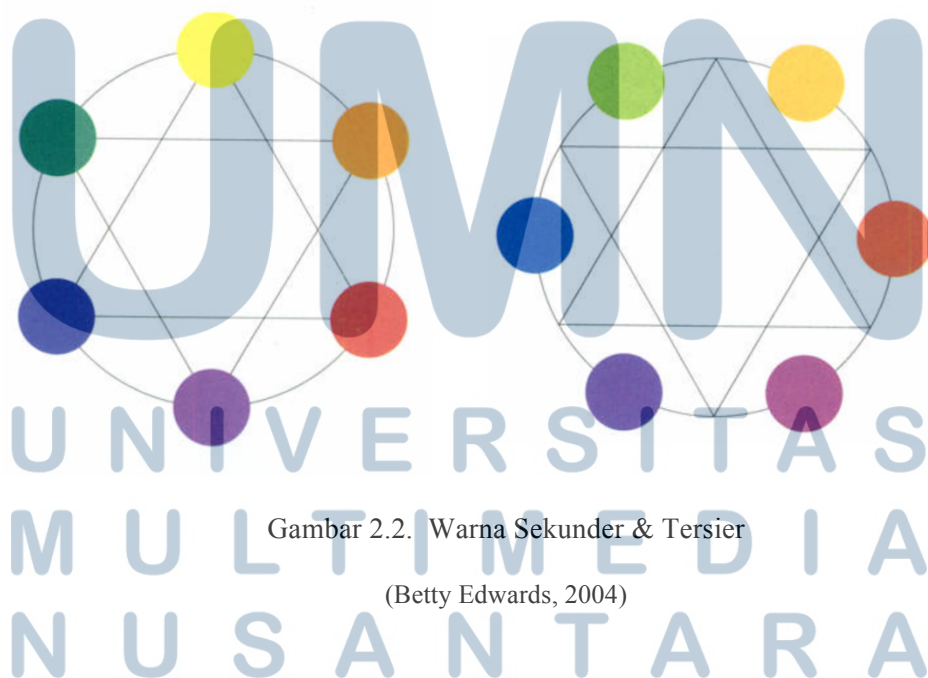 UMN
UNIVERSITAS
MULTIMEDIA
NUSANTARA
Gambar 2.2. Warna Sekunder & Tersier
(Betty Edwards, 2004)